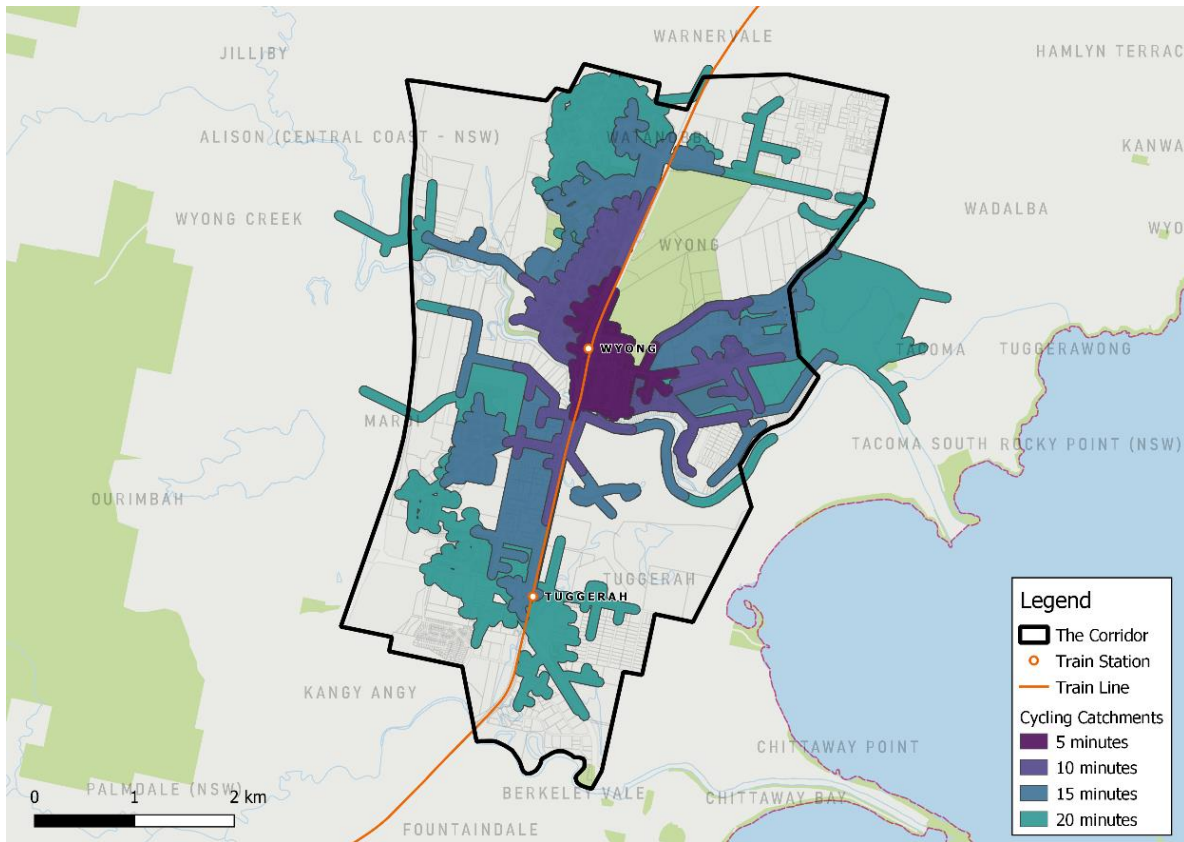 WARNERVALE
JILLIBY
HAMLYN TERRAC
ALISON (CENTRAL COAST - NSW)
WATANOBBI
KANWA
WYONG CREEK
WADALBA
WYO
WYONG
WYONG
TACOMA
TUGGERAWONG
MARDI
TACOMA SOUTH
ROCKY POINT (NSW)
OURIMBAH
TUGGERAH
TUGGERAH
KANGY ANGY
CHITTAWAY POINT
PALMDALE (NSW)
BERKELEY VALE
CHITTAWAY BAY
FOUNTAINDALE
0 1 2 km
Legend
The Corridor
Train Station
Train Line
Cycling Catchments
5 minutes
10 minutes
15 minutes
20 minutes